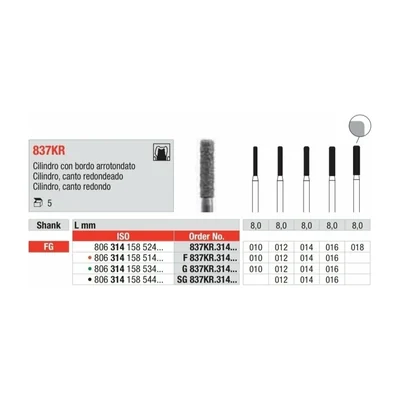 837KR
Cilindro con bordo arrotondato
Cilindro, canto redondeado
Cilindro, canto redondo
5
Shank L mm 8,0 8,0 8,0 8,0 8,0
ISO Order No.
FG 806 314 158 524... 837KR.314... 010 012 014 016 018
806 314 158 514... F 837KR.314... 010 012 014 016
806 314 158 534... G 837KR.314... 010 012 014 016
806 314 158 544... SG 837KR.314... 012 014 016